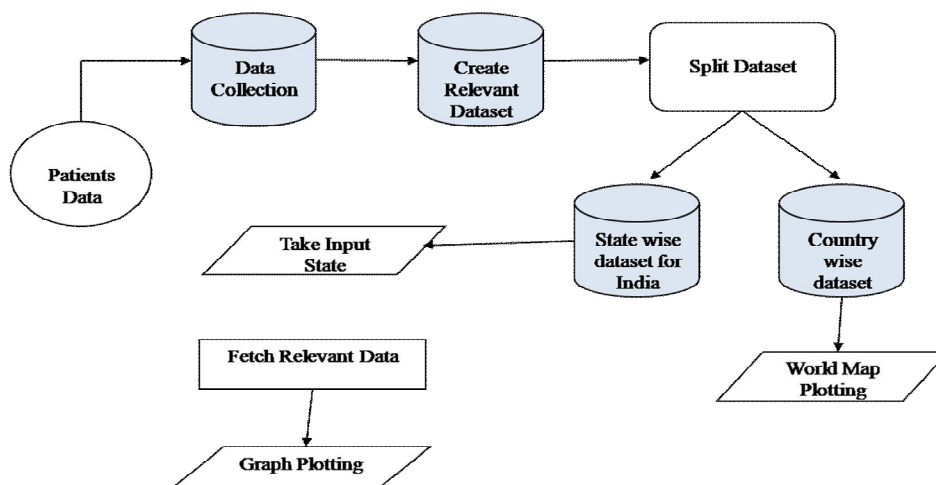 Data
Collection
Create
Relevant
Dataset
Split Dataset
Patients
Data
Take Input
State
State wise
dataset for
India
Country
wise
dataset
Fetch Relevant Data
World Map
Plotting
Graph Plotting